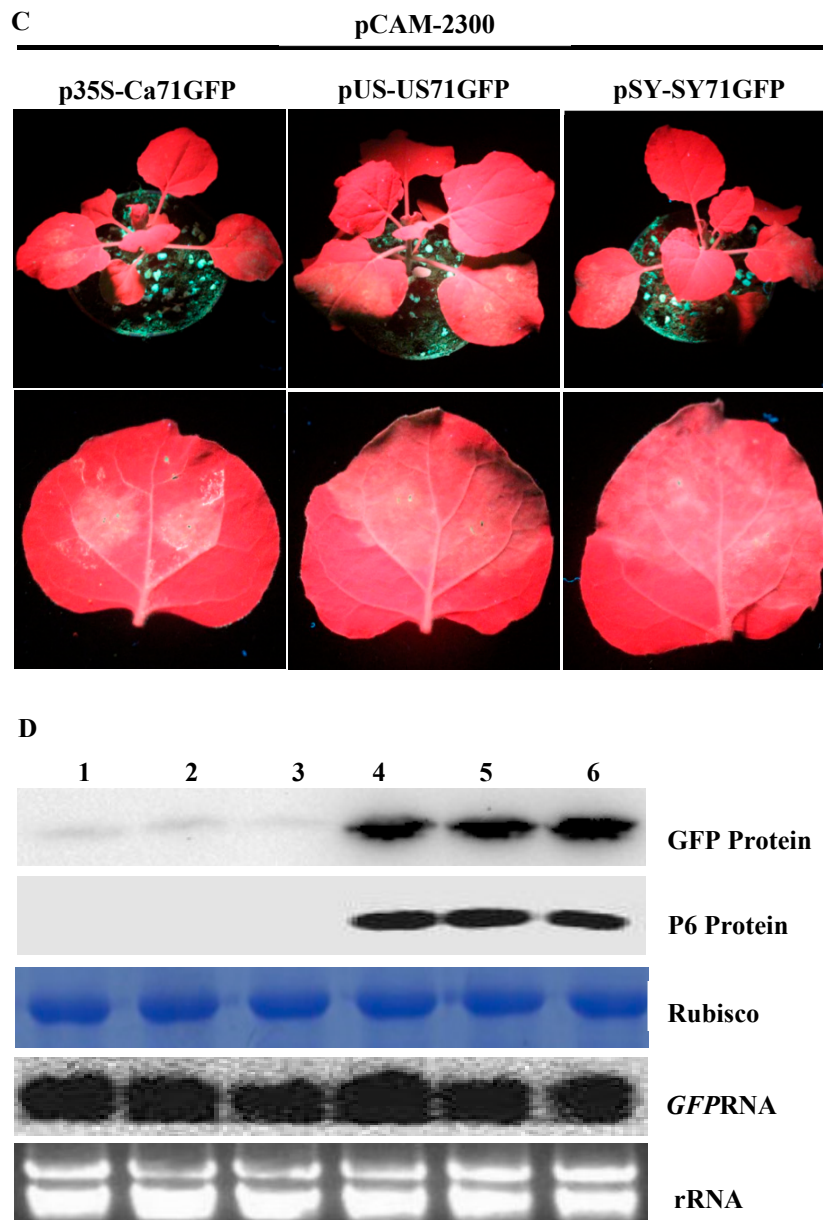 C
pCAM-2300
p35S-Ca71GFP pUS-US71GFP pSY-SY71GFP
D
1 2 3 4 5 6
GFP Protein
P6 Protein
Rubisco
GFPRNA
rRNA